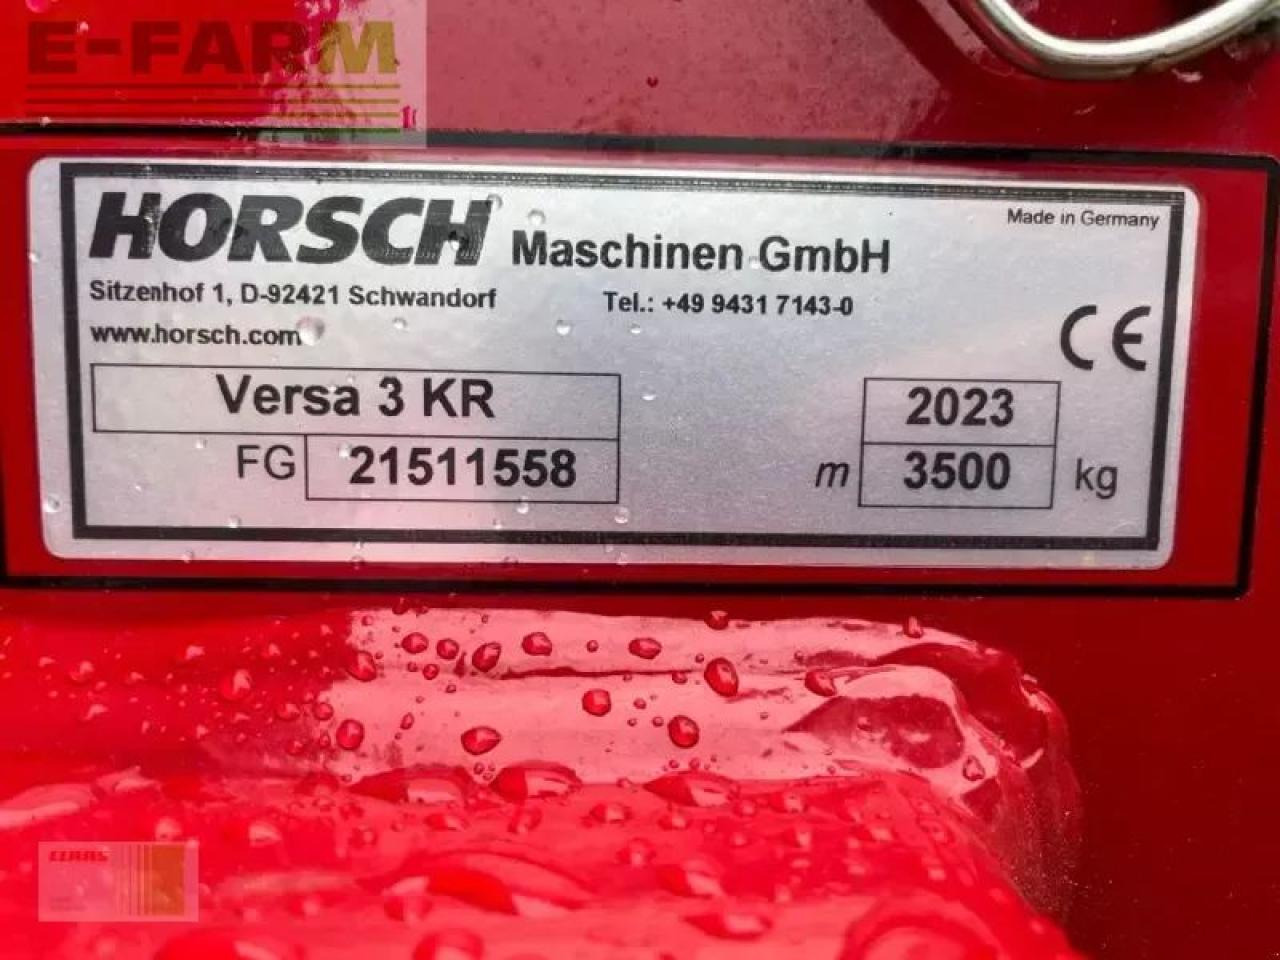 E-FARM
HORSCH Maschinen GmbH
Made in Germany
Sitzenhof 1, D-92421 Schwandorf
Tel.: +49 9431 7143-0
www.horsch.com
CE
Versa 3 KR
2023
FG 21511558
m 3500 kg
CLAAS